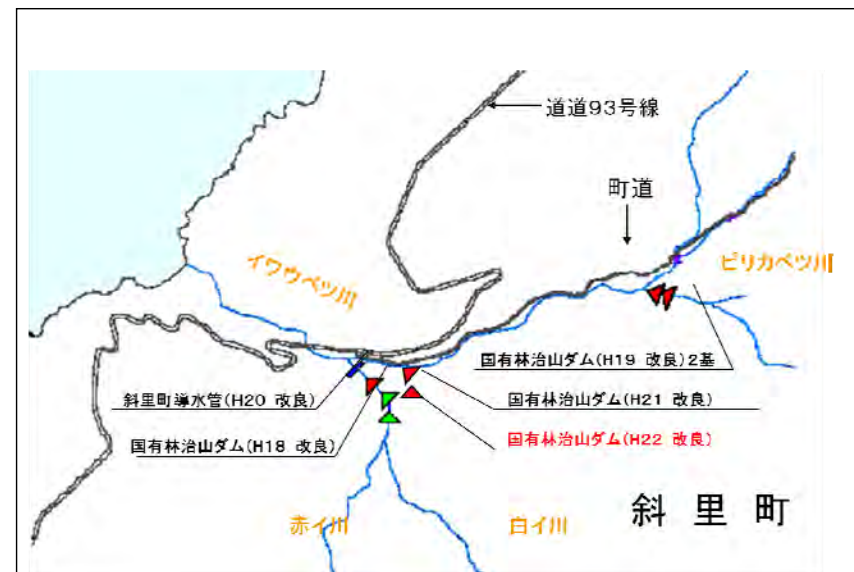 道道93号線
町道
イワウベツ川
ピリカベツ川
国有林治山ダム(H19 改良)2基
斜里町導水管(H20 改良)
国有林治山ダム(H21 改良)
国有林治山ダム(H18 改良)
国有林治山ダム(H22 改良)
斜里町
赤イ川
白イ川